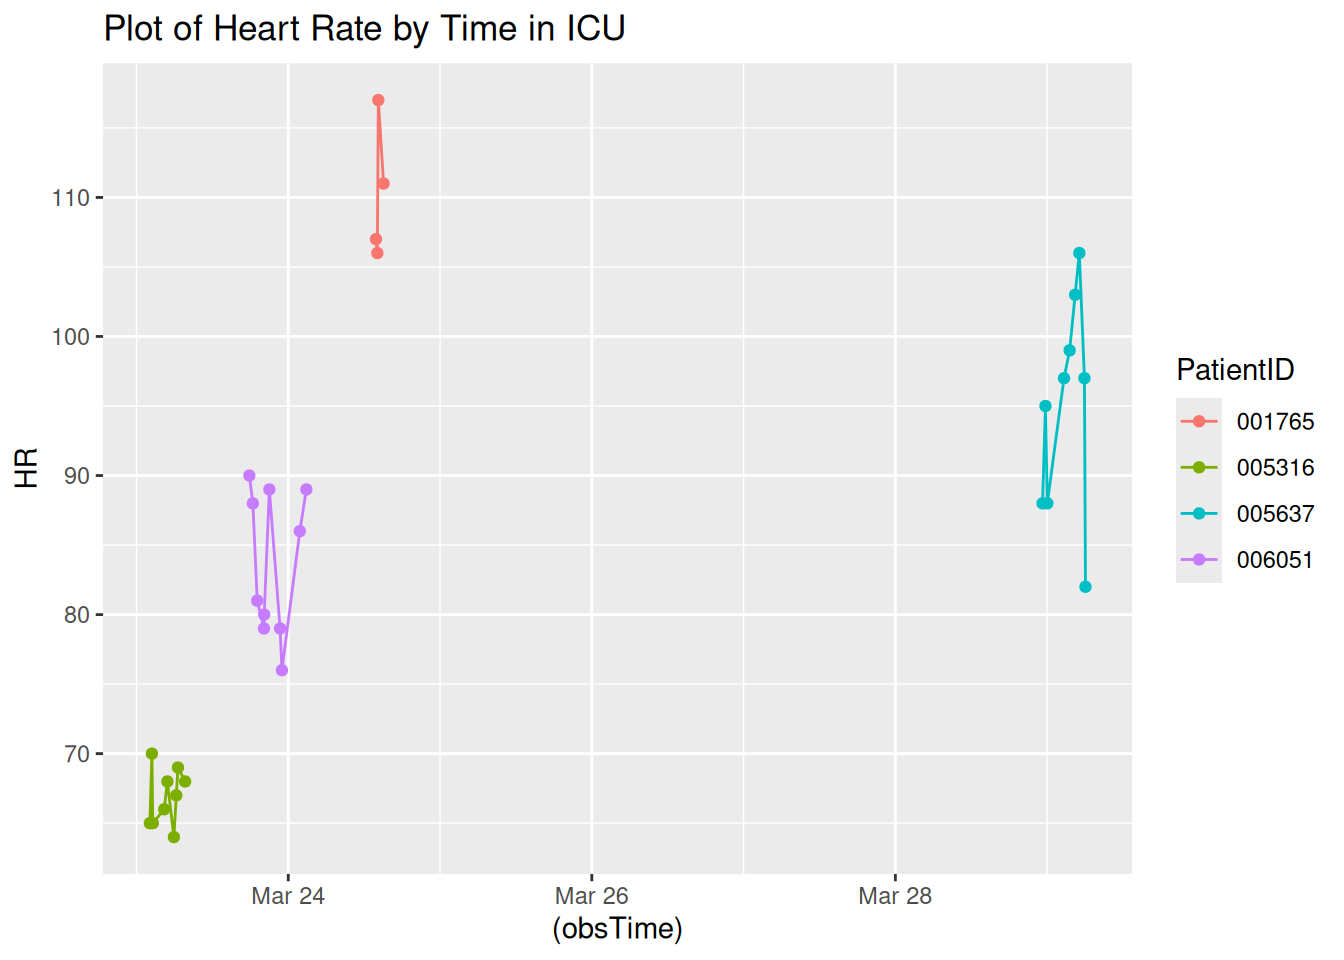 Plot of Heart Rate by Time in ICU
110
100
90
80
70
HR
Mar 24
Mar 26
Mar 28
(obsTime)
PatientID
001765
005316
005637
006051